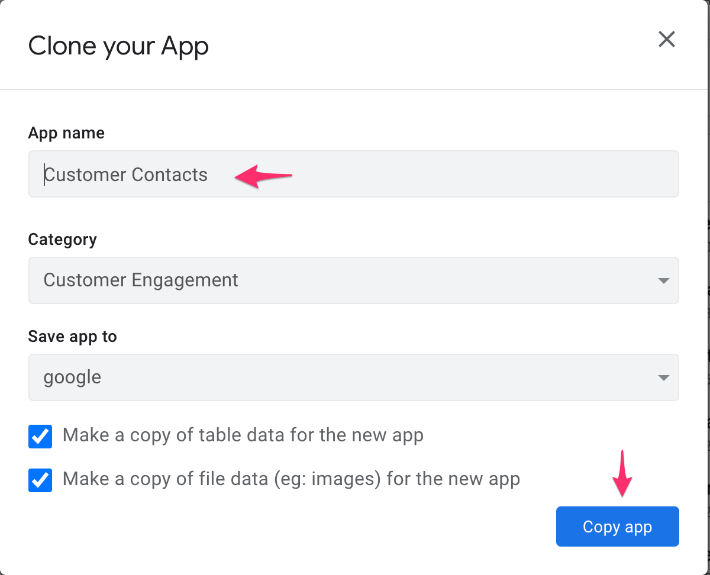 Clone your App
App name
Customer Contacts
Category
Customer Engagement
Save app to
google
Make a copy of table data for the new app
Make a copy of file data (eg: images) for the new app
Copy app